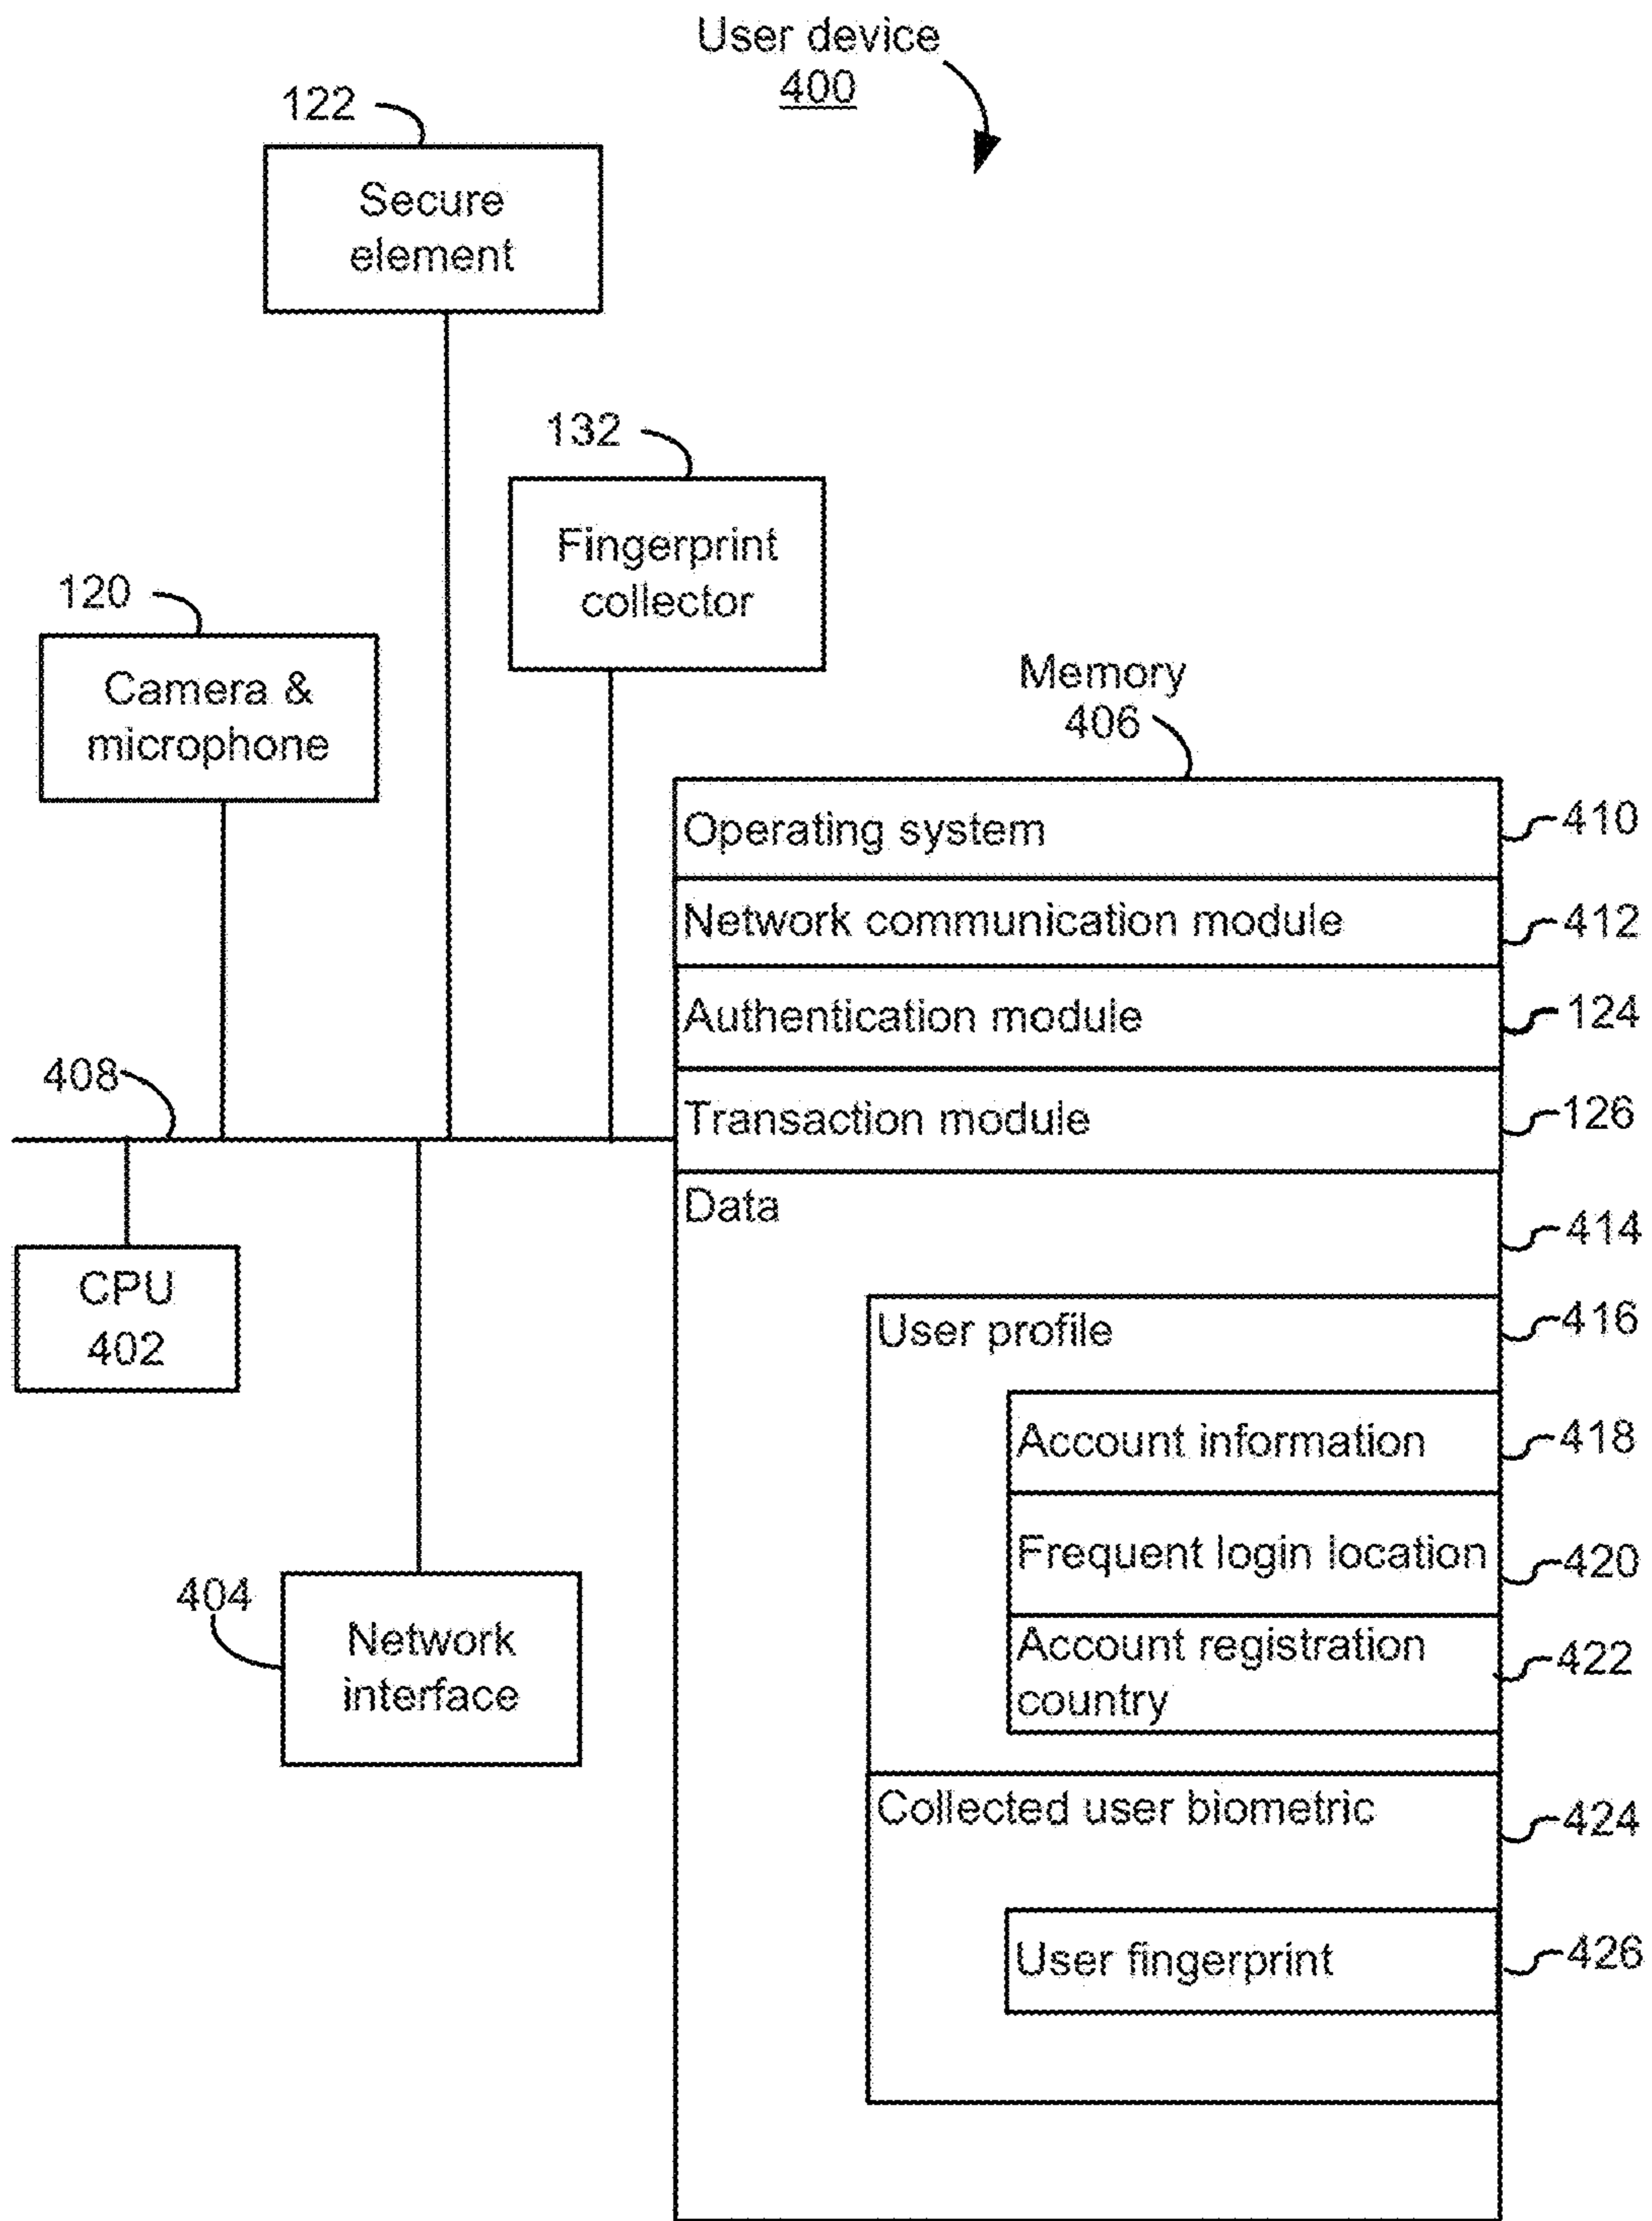 User device
400
122
Secure
element
132
Fingerprint
collector
120
Camera &
microphone
Memory
406
Operating system
410
Network communication module
412
Authentication module
124
408
Transaction module
126
Data
414
CPU
402
User profile
416
Account information
418
Frequent login location
420
404
Network
interface
Account registration
country
422
Collected user biometric
424
User fingerprint
426